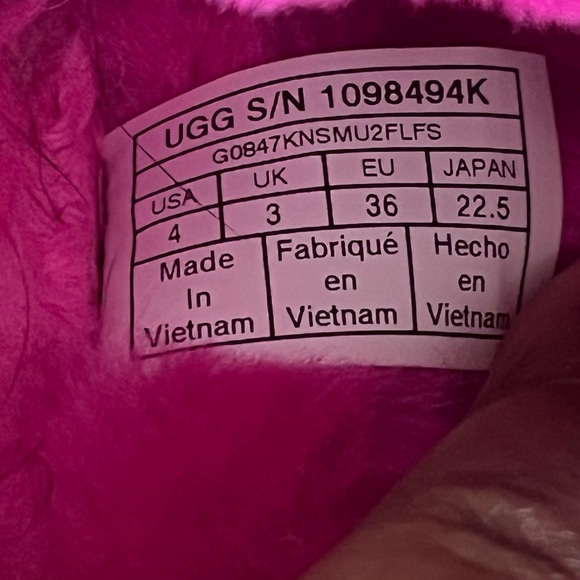 UGG S/N 1098494K
G0847KNSMU2FLFS
USA UK EU JAPAN
4 3 36 22.5
Made In Vietnam
Fabriqué en Vietnam
Hecho en Vietnam